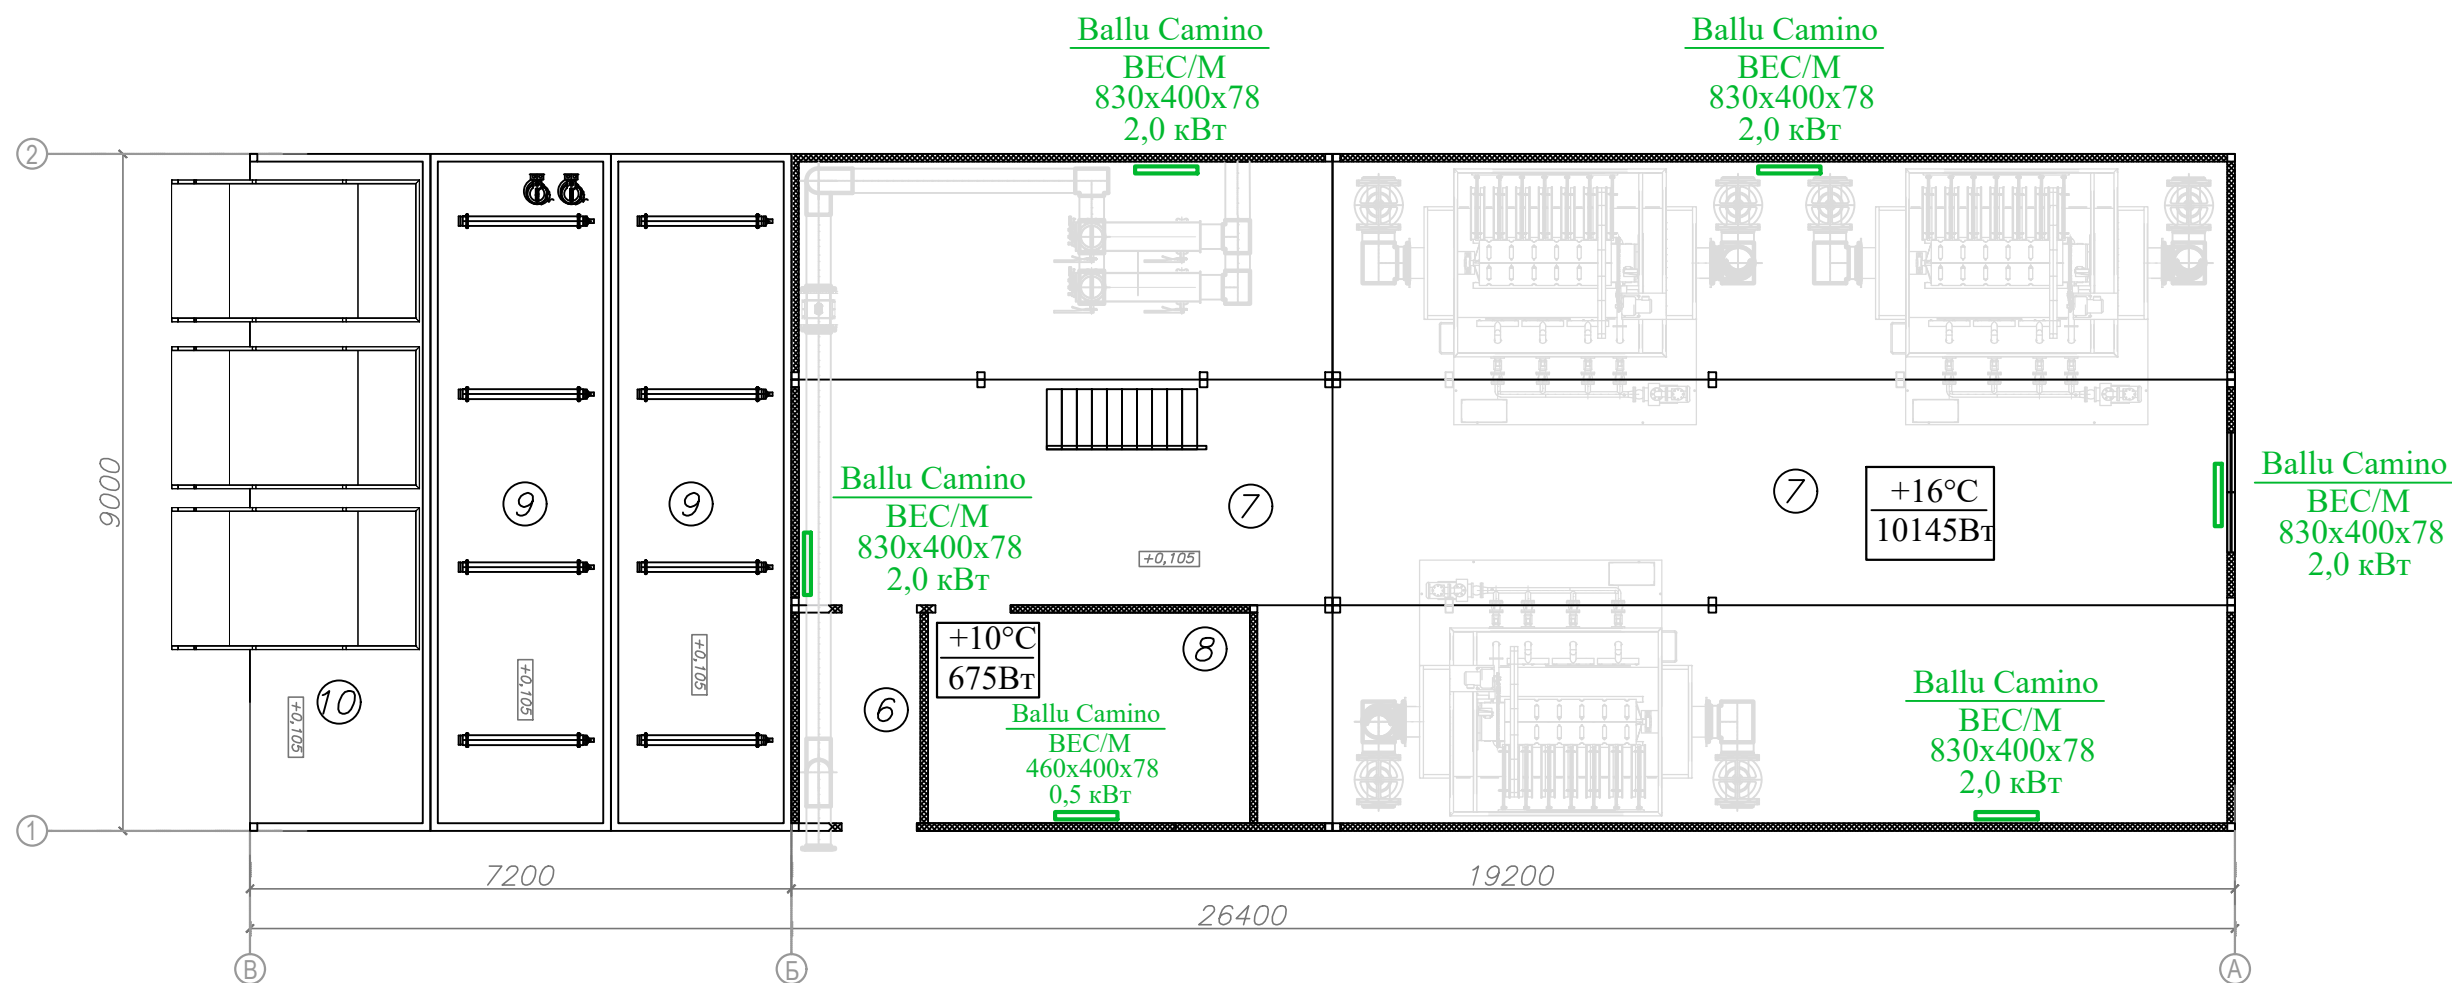 Ballu Camino
BEC/M
830x400x78
2,0 кВт
Ballu Camino
BEC/M
830x400x78
2,0 кВт
2
9000
Ballu Camino
BEC/M
830x400x78
2,0 кВт
9
9
7
7
+16°C
10145Вт
Ballu Camino
BEC/M
830x400x78
2,0 кВт
+0,105
+10°C
675Вт
8
+0,105
+0,105
+0,105
10
6
Ballu Camino
BEC/M
460x400x78
0,5 кВт
Ballu Camino
BEC/M
830x400x78
2,0 кВт
1
7200
19200
26400
В
Б
А